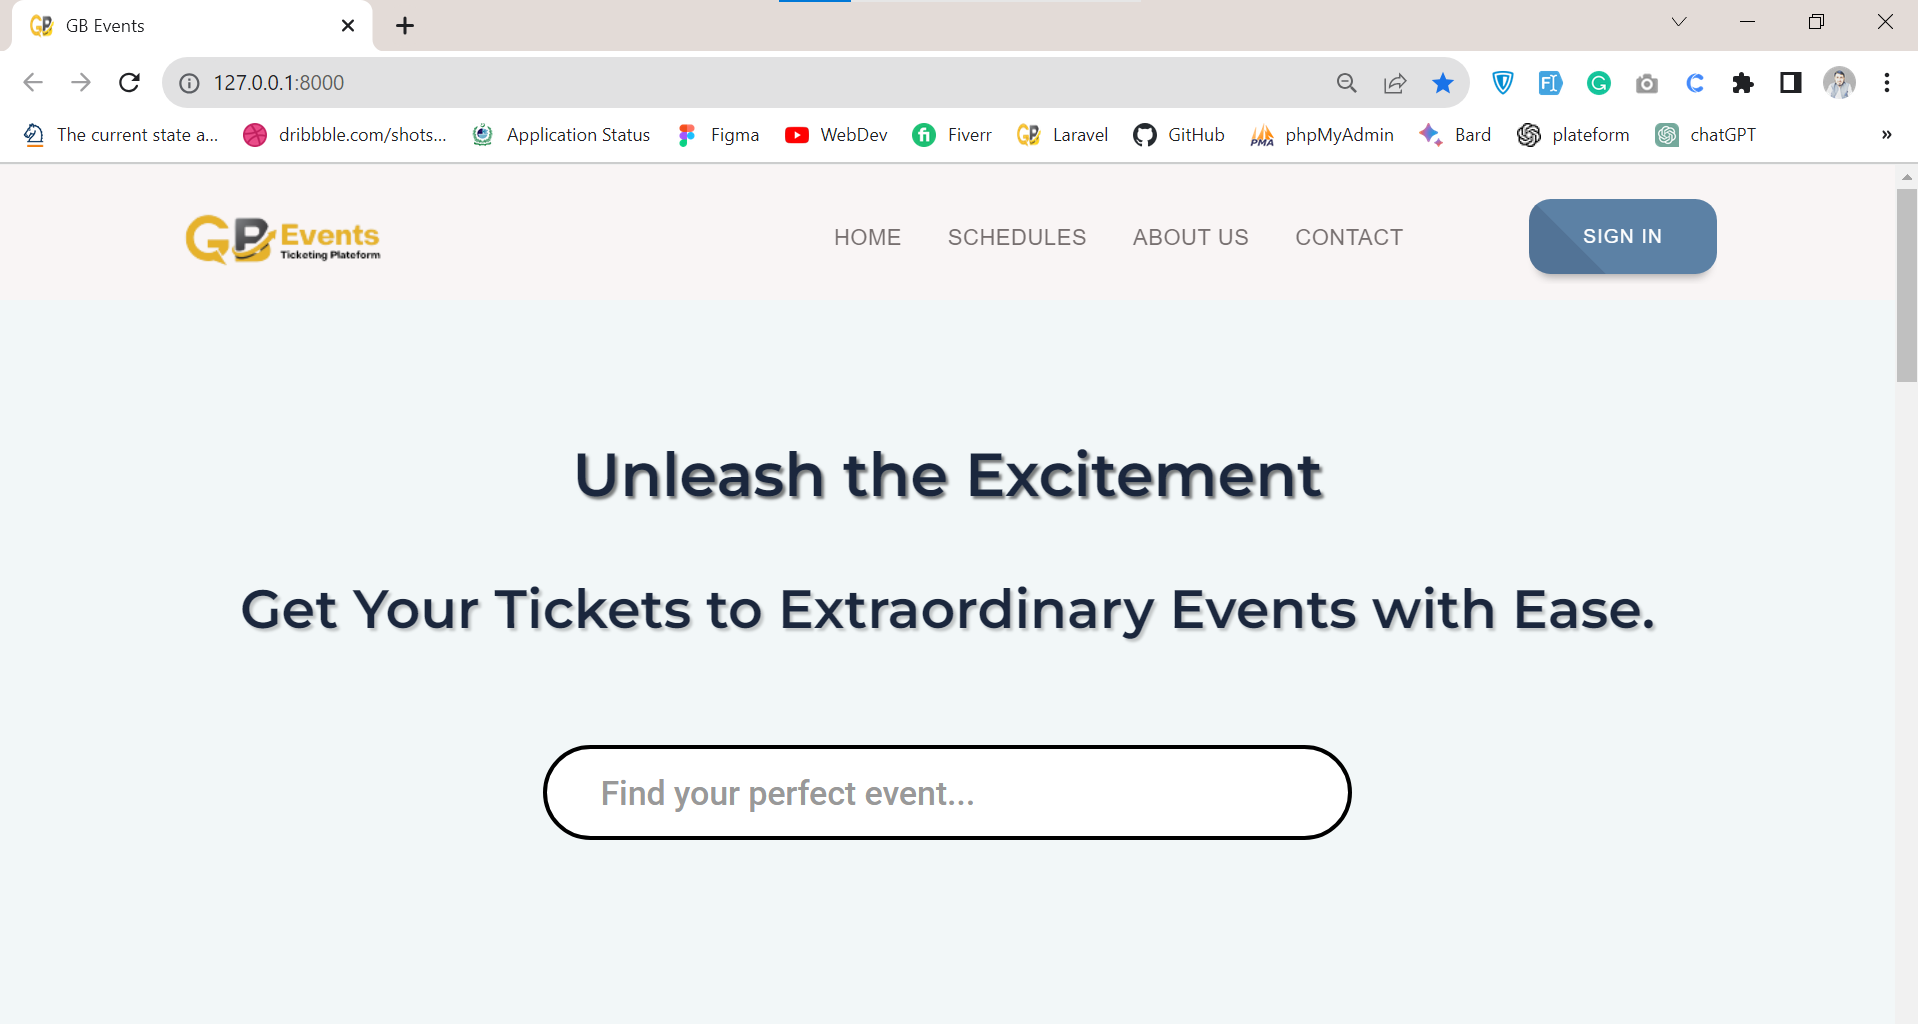 GB Events
127.0.0.1:8000
The current state a...
dribbble.com/shots...
Application Status
Figma
WebDev
Fiverr
Laravel
GitHub
PMA
phpMyAdmin
Bard
plateform
chatGPT
»
GB Events
Ticketing Plateform
HOME
SCHEDULES
ABOUT US
CONTACT
SIGN IN
Unleash the Excitement
Get Your Tickets to Extraordinary Events with Ease.
Find your perfect event...